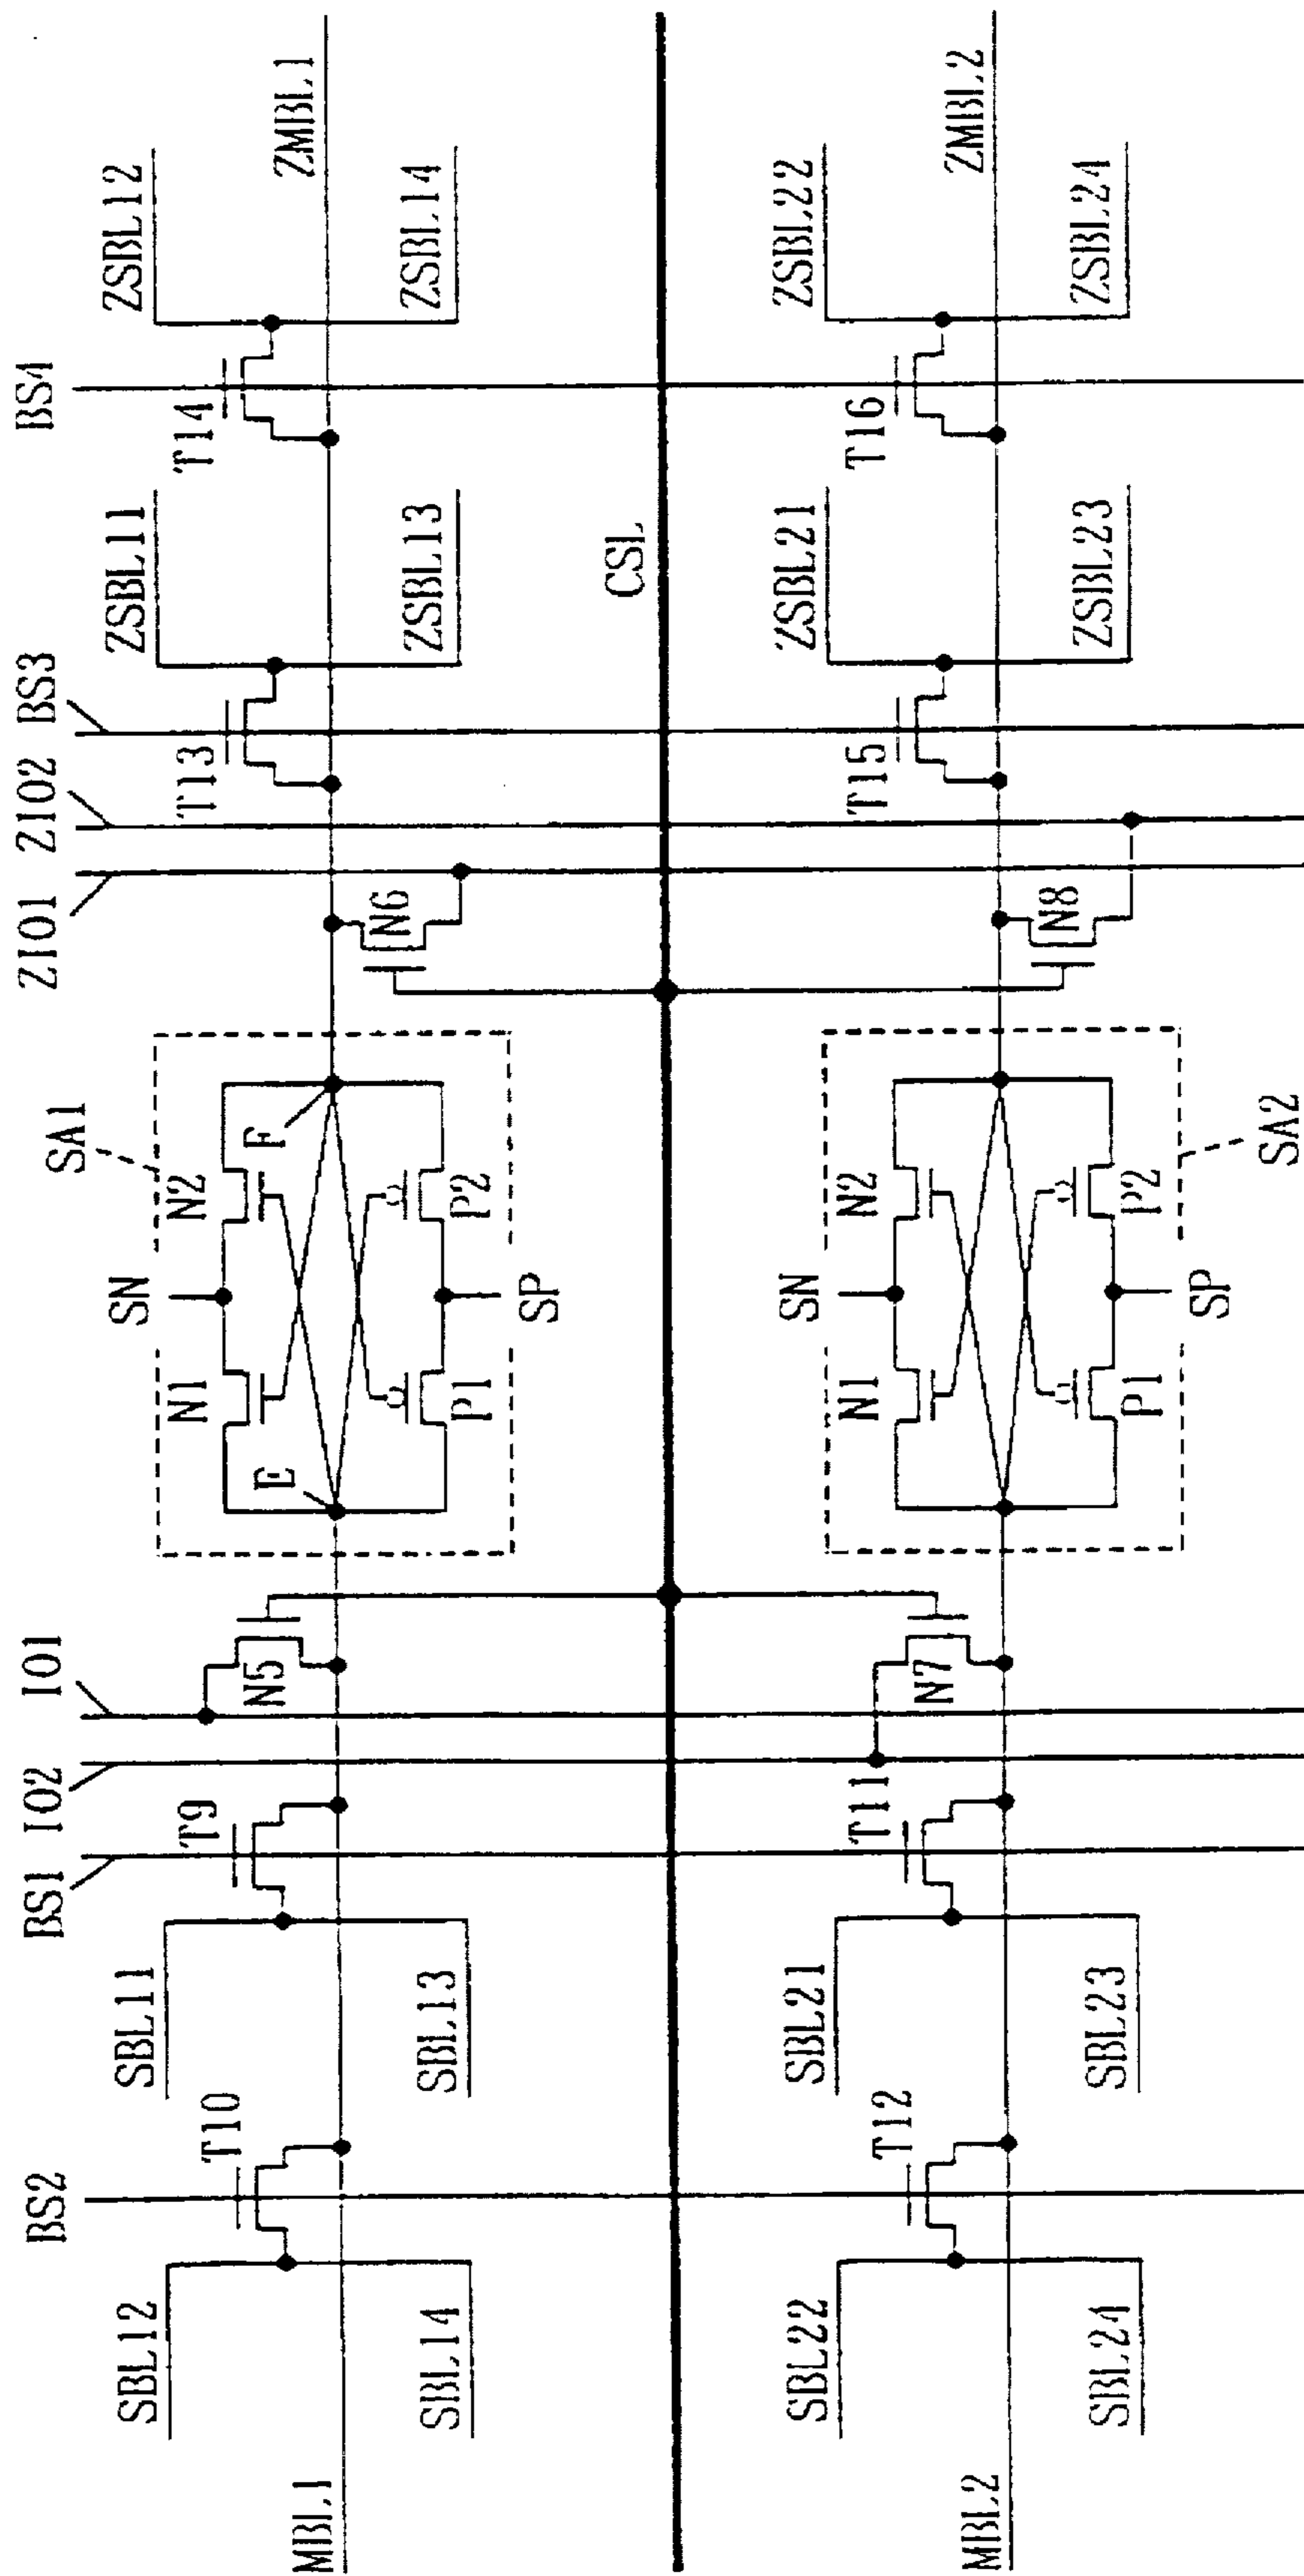 BS2
BS1
IO2
IO1
SA1
ZIO1
ZIO2
BS3
BS4
SBL12
T10
SBL11
T9
N5
SN
N1
N2
E
F
P1
P2
SP
N6
T13
ZSBL11
T14
ZSBL12
SBL14
SBL13
ZSBL13
ZSBL14
MBL1
ZMBL1
CSL
SBL22
T12
SBL21
T11
N7
SN
N1
N2
P1
P2
SP
N8
T15
ZSBL21
T16
ZSBL22
SBL24
SBL23
ZSBL23
ZSBL24
MBL2
ZMBL2
SA2